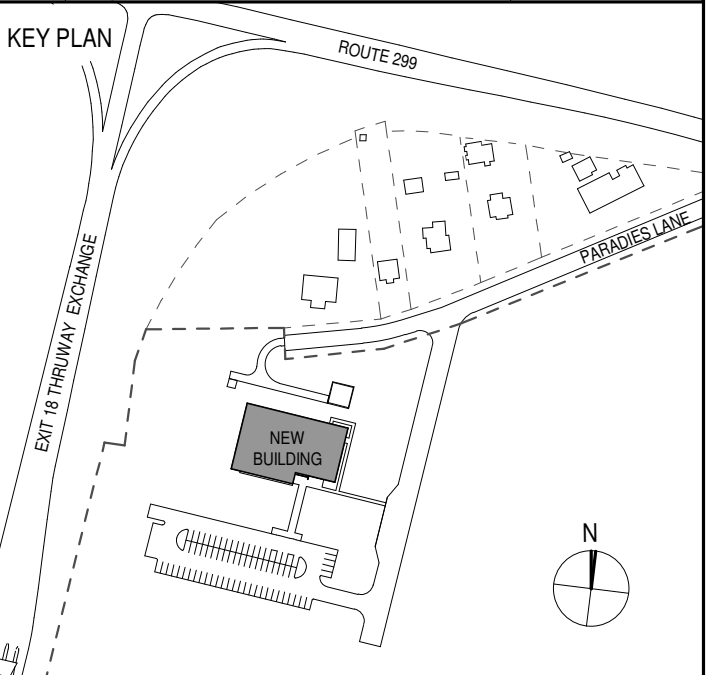 KEY PLAN
ROUTE 299
PARADIES LANE
EXIT 18 THRUWAY EXCHANGE
NEW
BUILDING
N